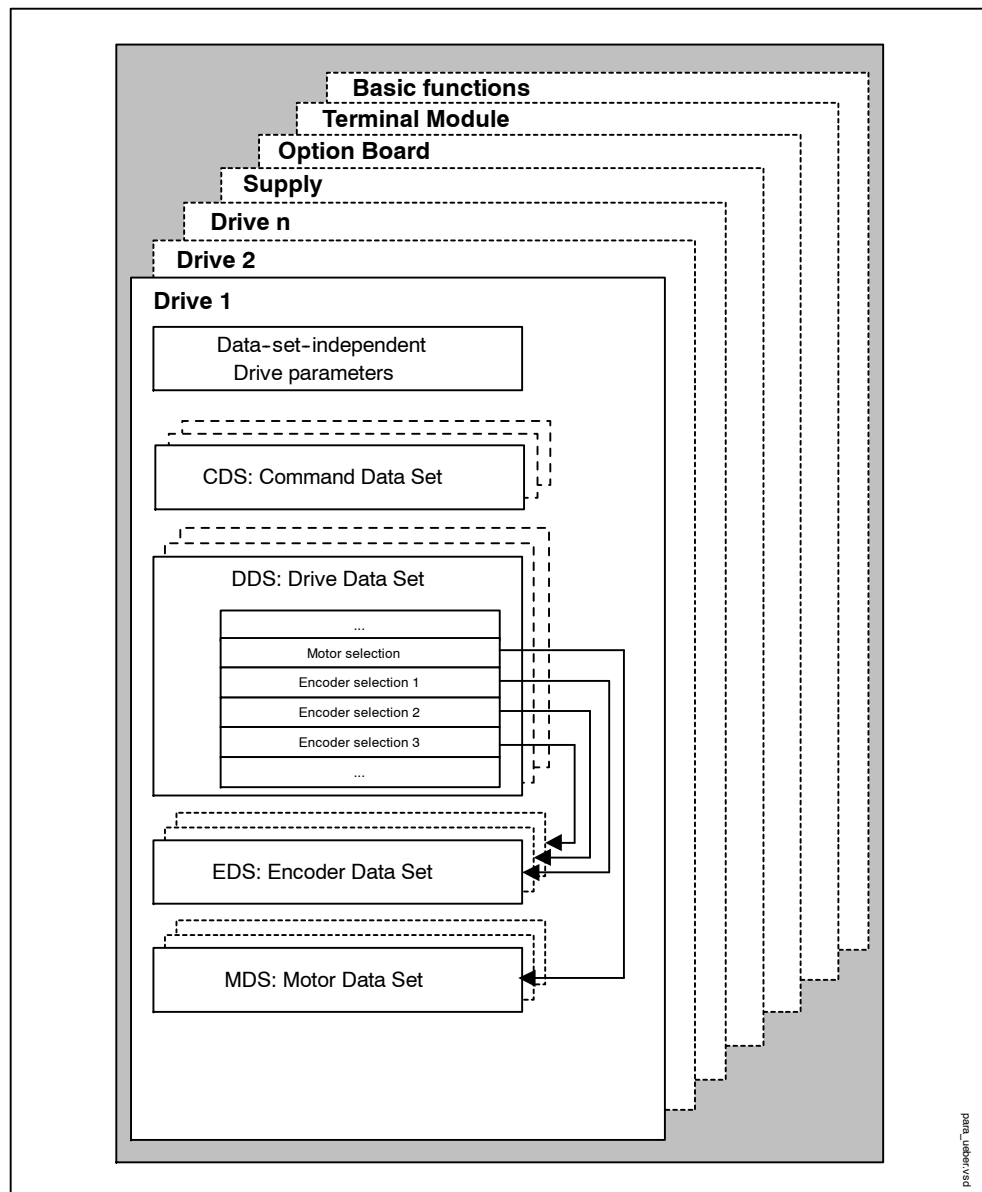 Basic functions
Terminal Module
Option Board
Supply
Drive n
Drive 2
Drive 1
Data-set-independent
Drive parameters
CDS: Command Data Set
DDS: Drive Data Set
...
Motor selection
Encoder selection 1
Encoder selection 2
Encoder selection 3
...
EDS: Encoder Data Set
MDS: Motor Data Set
para_ueber.vsd